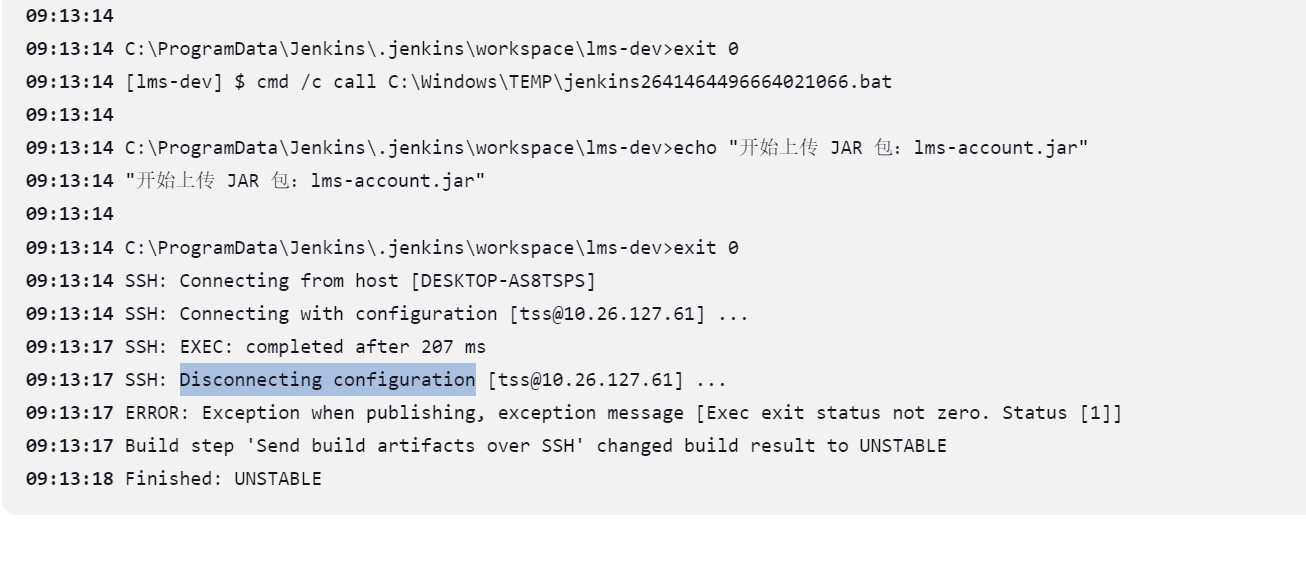 09:13:14
09:13:14 C:\ProgramData\Jenkins\.jenkins\workspace\lms-dev>exit 0
09:13:14 [lms-dev] $ cmd /c call C:\Windows\TEMP\jenkins2641464496664021066.bat
09:13:14
09:13:14 C:\ProgramData\Jenkins\.jenkins\workspace\lms-dev>echo "开始上传 JAR 包：lms-account.jar"
09:13:14 "开始上传 JAR 包：lms-account.jar"
09:13:14
09:13:14 C:\ProgramData\Jenkins\.jenkins\workspace\lms-dev>exit 0
09:13:14 SSH: Connecting from host [DESKTOP-AS8TSPS]
09:13:14 SSH: Connecting with configuration [tss@10.26.127.61] ...
09:13:17 SSH: EXEC: completed after 207 ms
09:13:17 SSH: Disconnecting configuration [tss@10.26.127.61] ...
09:13:17 ERROR: Exception when publishing, exception message [Exec exit status not zero. Status [1]]
09:13:17 Build step 'Send build artifacts over SSH' changed build result to UNSTABLE
09:13:18 Finished: UNSTABLE